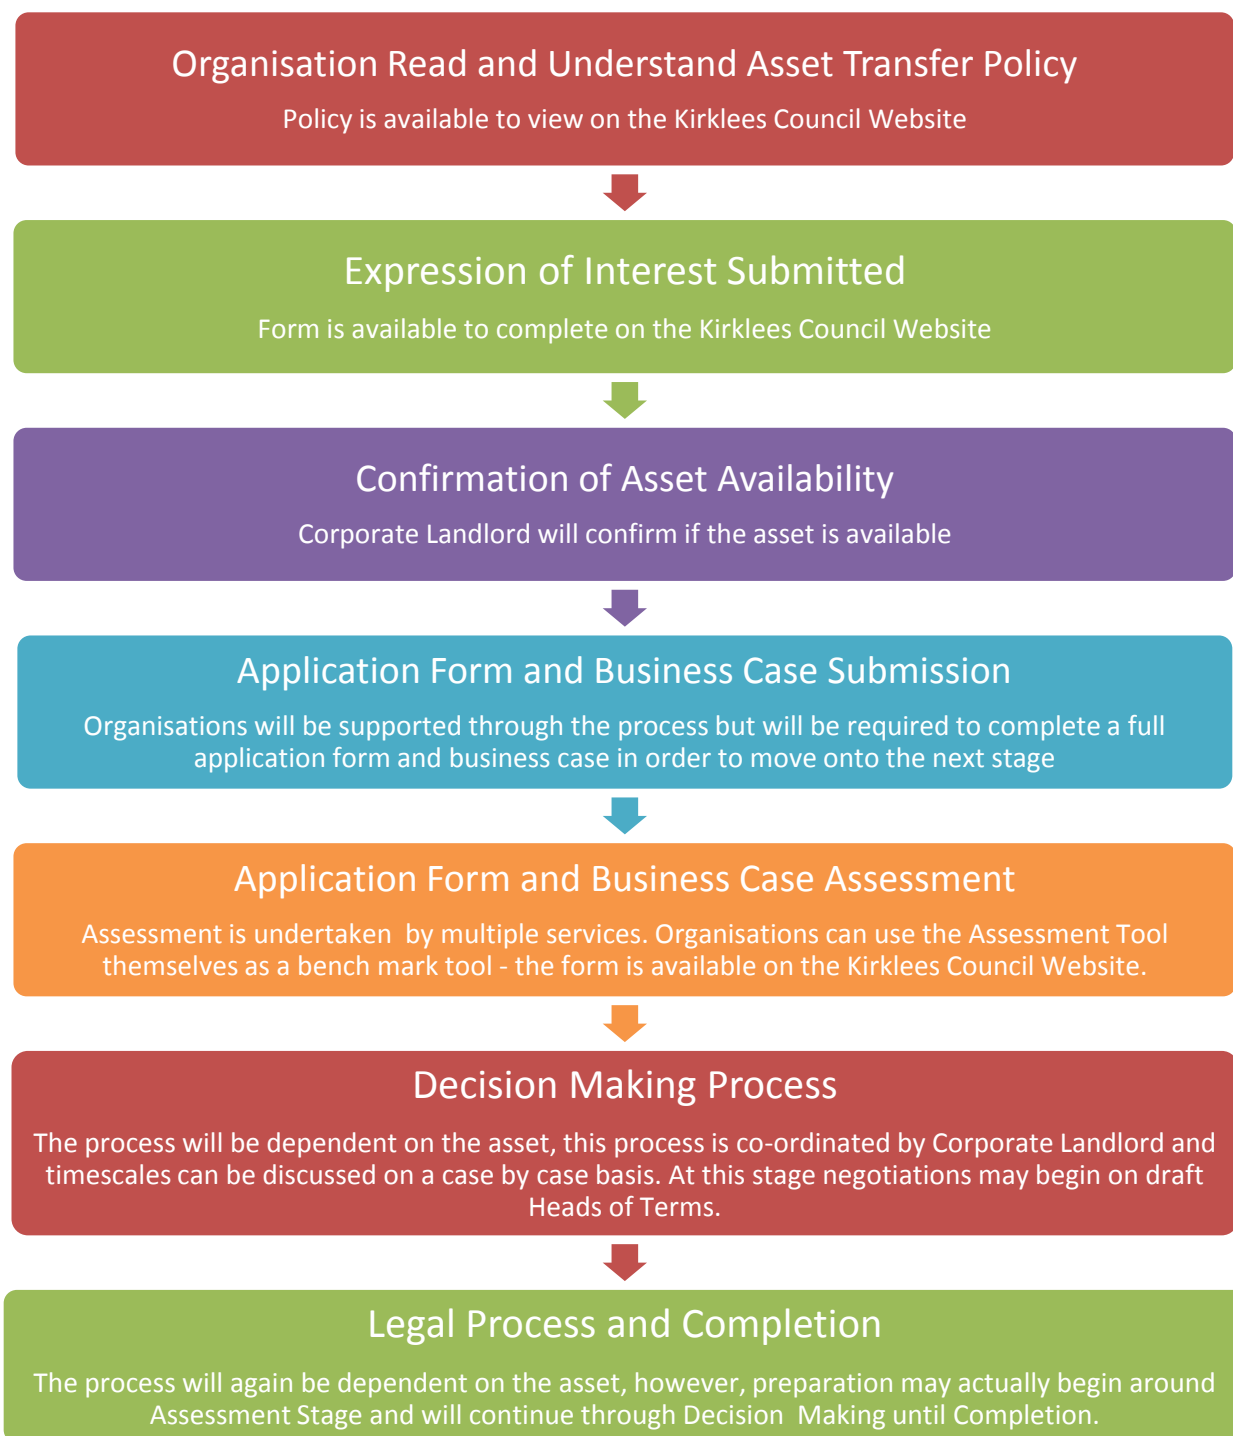 Organisation Read and Understand Asset Transfer Policy
Policy is available to view on the Kirklees Council Website
Expression of Interest Submitted
Form is available to complete on the Kirklees Council Website
Confirmation of Asset Availability
Corporate Landlord will confirm if the asset is available
Application Form and Business Case Submission
Organisations will be supported through the process but will be required to complete a full
application form and business case in order to move onto the next stage
Application Form and Business Case Assessment
Assessment is undertaken  by multiple services. Organisations can use the Assessment Tool
themselves as a bench mark tool - the form is available on the Kirklees Council Website.
Decision Making Process
The process will be dependent on the asset, this process is co-ordinated by Corporate Landlord and
timescales can be discussed on a case by case basis. At this stage negotiations may begin on draft
Heads of Terms.
Legal Process and Completion
The process will again be dependent on the asset, however, preparation may actually begin around
Assessment Stage and will continue through Decision  Making until Completion.